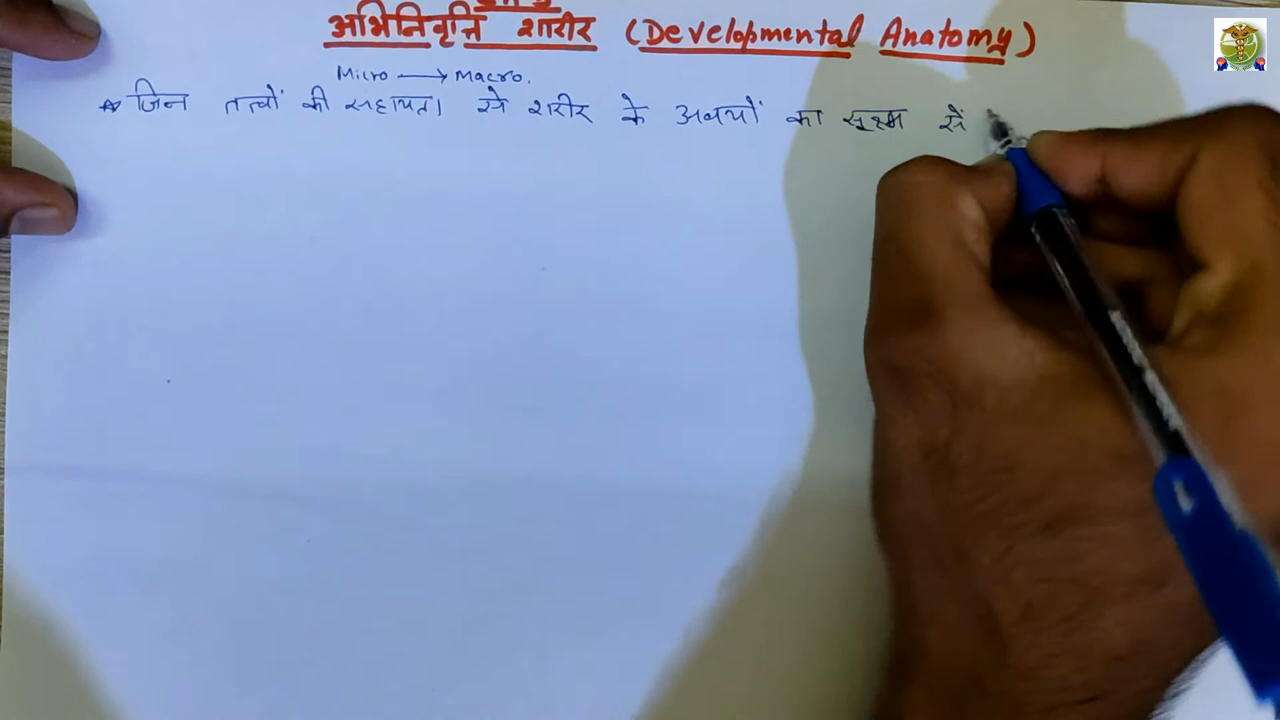 अभिनिवृत्ति शारीर (Developmental Anatomy)
Micro → Macro.
जिन तत्वों की सहायता से शरीर के अवयवों का सूक्ष्म सें